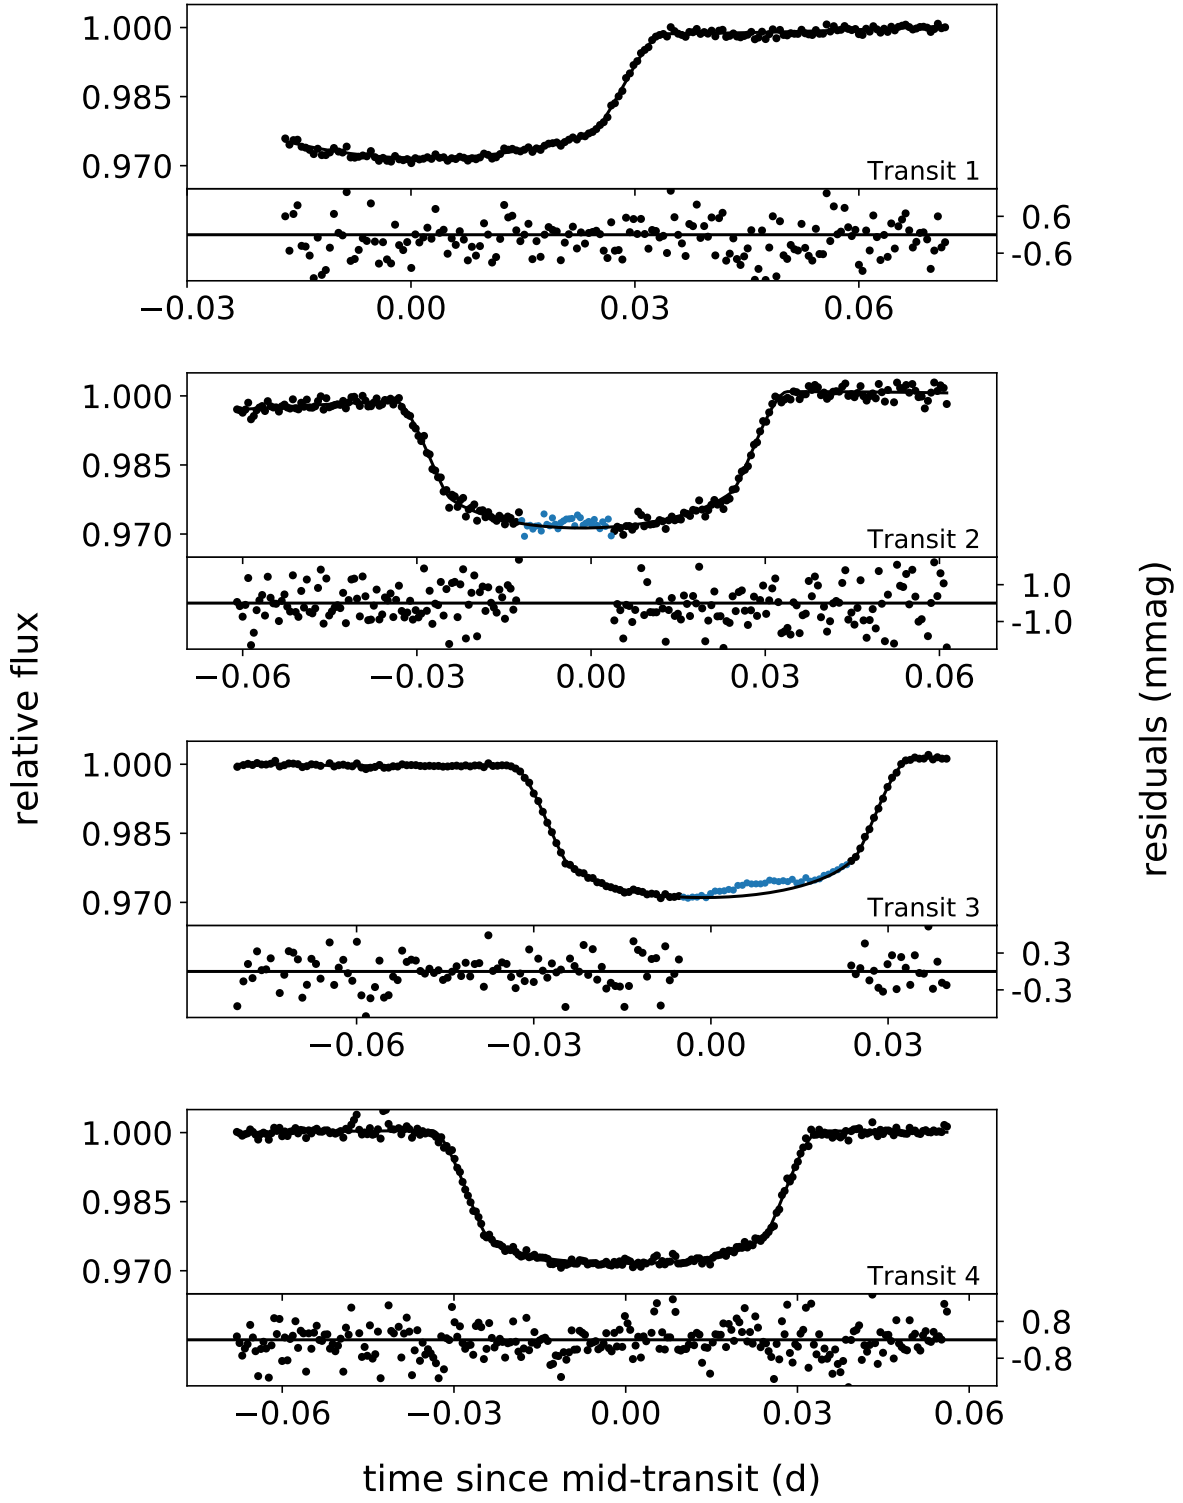 1.000
0.985
0.970
Transit 1
0.6
-0.6
−0.03 0.00 0.03 0.06
1.000
0.985
0.970
Transit 2
1.0
-1.0
−0.06 −0.03 0.00 0.03 0.06
relative flux
residuals (mmag)
1.000
0.985
0.970
Transit 3
0.3
-0.3
−0.06 −0.03 0.00 0.03
1.000
0.985
0.970
Transit 4
0.8
-0.8
−0.06 −0.03 0.00 0.03 0.06
time since mid-transit (d)